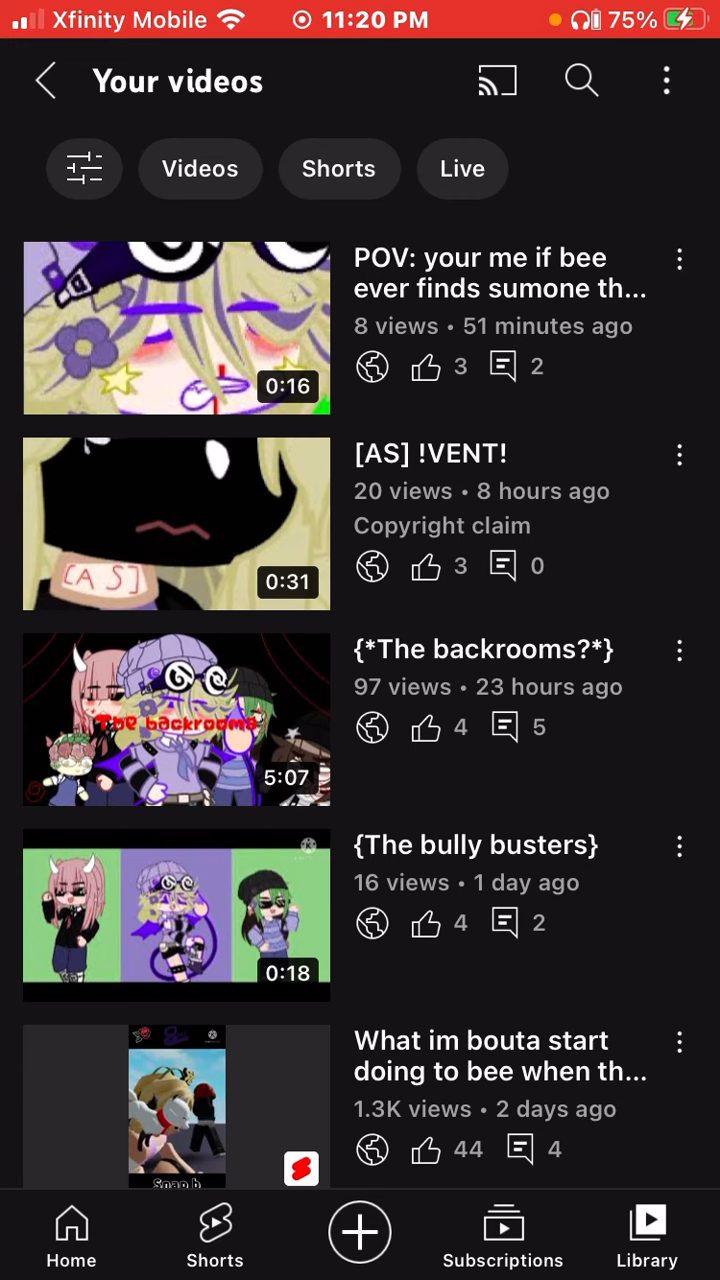 Xfinity Mobile 11:20 PM 75%
Your videos
Videos Shorts Live
POV: your me if bee
ever finds sumone th...
8 views • 51 minutes ago
3 2
0:16
[AS] !VENT!
20 views • 8 hours ago
Copyright claim
3 0
[AS]
0:31
{*The backrooms?*}
97 views • 23 hours ago
4 5
The backrooms
5:07
{The bully busters}
16 views • 1 day ago
4 2
0:18
What im bouta start
doing to bee when th...
1.3K views • 2 days ago
44 4
Home Shorts Subscriptions Library